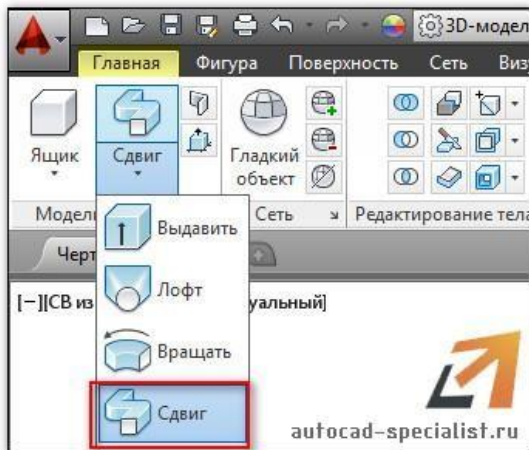 3D-модел
Главная Фигура Поверхность Сеть Виз
Ящик Сдвиг Гладкий
объект
Модел Сеть Редактирование тела
Черт
Выдавить
[–][СВ из уальный]
Лофт
Вращать
Сдвиг
autocad-specialist.ru